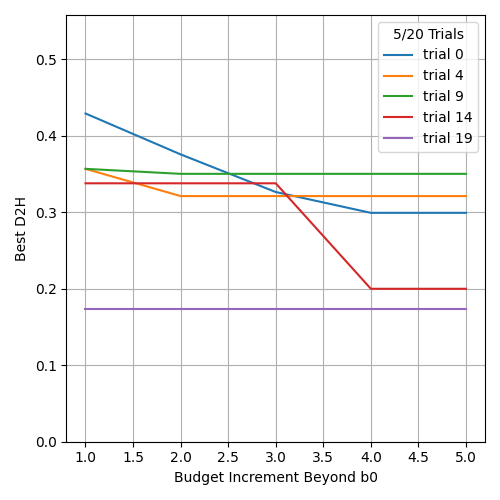 5/20 Trials
trial 0
trial 4
trial 9
trial 14
trial 19
Best D2H
0.5
0.4
0.3
0.2
0.1
0.0
1.0 1.5 2.0 2.5 3.0 3.5 4.0 4.5 5.0
Budget Increment Beyond b0